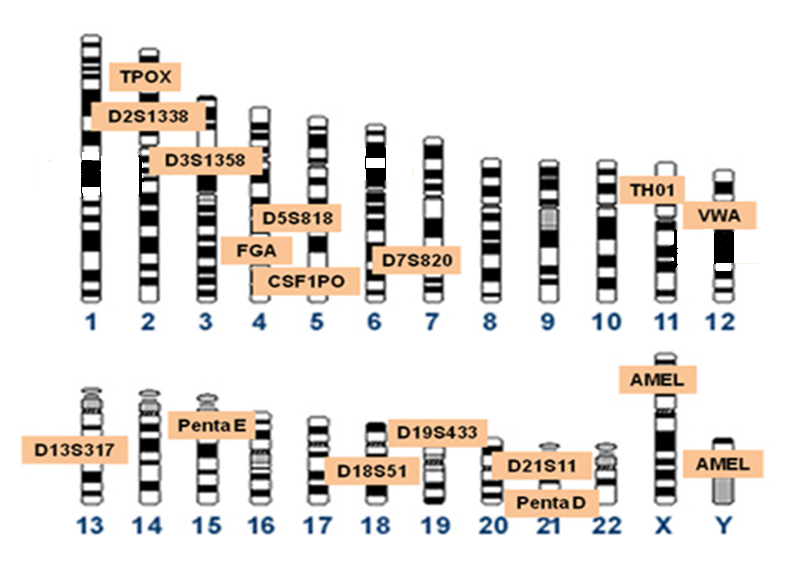 TPOX
D2S1338
D3S1358
TH01
D5S818
VWA
FGA
D7S820
CSF1PO
1 2 3 4 5 6 7 8 9 10 11 12
AMEL
Penta E
D19S433
D13S317
D18S51
D21S11
AMEL
Penta D
13 14 15 16 17 18 19 20 21 22 X Y